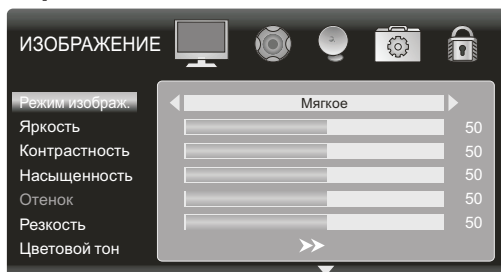 ИЗОБРАЖЕНИЕ
Режим изображ. Мягкое
Яркость 50
Контрастность 50
Насыщенность 50
Отенок 50
Резкость 50
Цветовой тон